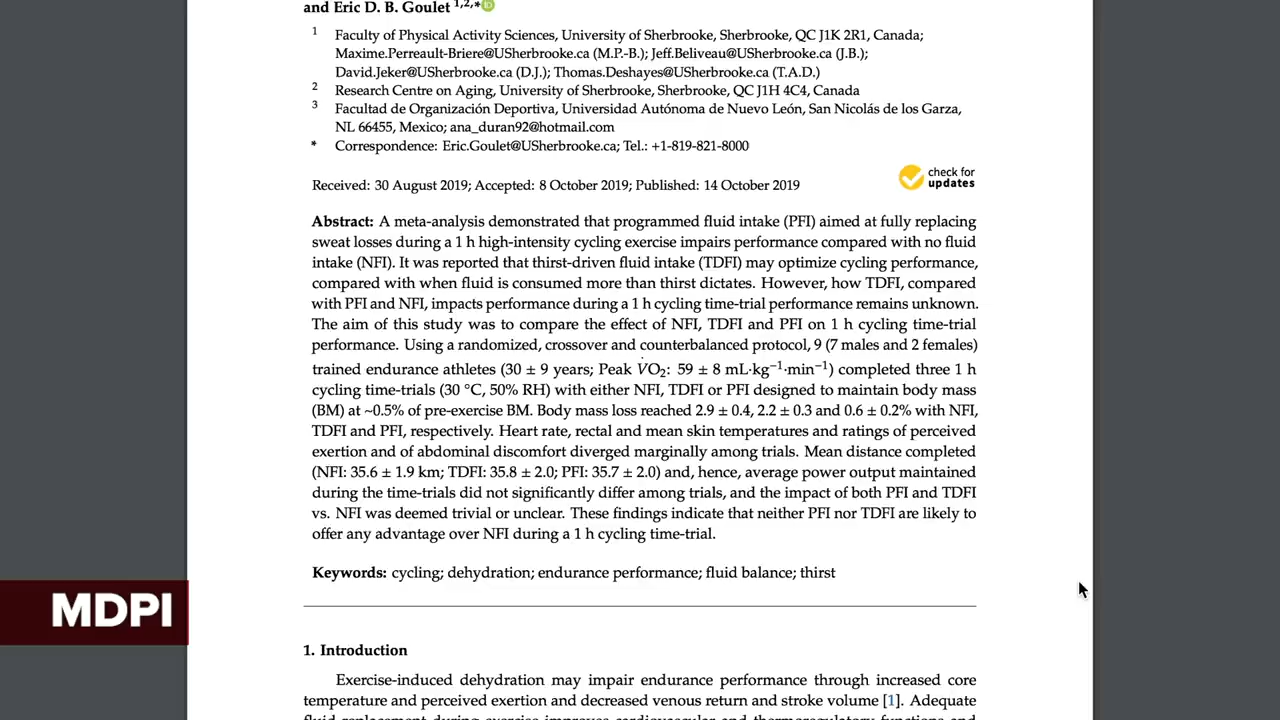 and Eric D. B. Goulet 1,2,*
1 Faculty of Physical Activity Sciences, University of Sherbrooke, Sherbrooke, QC J1K 2R1, Canada;
Maxime.Perreault-Briere@USherbrooke.ca (M.P.-B.); Jeff.Beliveau@USherbrooke.ca (J.B.);
David.Jeker@USherbrooke.ca (D.J.); Thomas.Deshayes@USherbrooke.ca (T.A.D.)
2 Research Centre on Aging, University of Sherbrooke, Sherbrooke, QC J1H 4C4, Canada
3 Facultad de Organización Deportiva, Universidad Autónoma de Nuevo León, San Nicolás de los Garza,
NL 66455, Mexico; ana_duran92@hotmail.com
* Correspondence: Eric.Goulet@USherbrooke.ca; Tel.: +1-819-821-8000
check for
updates
Received: 30 August 2019; Accepted: 8 October 2019; Published: 14 October 2019
Abstract: A meta-analysis demonstrated that programmed fluid intake (PFI) aimed at fully replacing
sweat losses during a 1 h high-intensity cycling exercise impairs performance compared with no fluid
intake (NFI). It was reported that thirst-driven fluid intake (TDFI) may optimize cycling performance,
compared with when fluid is consumed more than thirst dictates. However, how TDFI, compared
with PFI and NFI, impacts performance during a 1 h cycling time-trial performance remains unknown.
The aim of this study was to compare the effect of NFI, TDFI and PFI on 1 h cycling time-trial
performance. Using a randomized, crossover and counterbalanced protocol, 9 (7 males and 2 females)
trained endurance athletes (30 ± 9 years; Peak V̇O2: 59 ± 8 mL·kg−1·min−1) completed three 1 h
cycling time-trials (30 °C, 50% RH) with either NFI, TDFI or PFI designed to maintain body mass
(BM) at ~0.5% of pre-exercise BM. Body mass loss reached 2.9 ± 0.4, 2.2 ± 0.3 and 0.6 ± 0.2% with NFI,
TDFI and PFI, respectively. Heart rate, rectal and mean skin temperatures and ratings of perceived
exertion and of abdominal discomfort diverged marginally among trials. Mean distance completed
(NFI: 35.6 ± 1.9 km; TDFI: 35.8 ± 2.0; PFI: 35.7 ± 2.0) and, hence, average power output maintained
during the time-trials did not significantly differ among trials, and the impact of both PFI and TDFI
vs. NFI was deemed trivial or unclear. These findings indicate that neither PFI nor TDFI are likely to
offer any advantage over NFI during a 1 h cycling time-trial.
Keywords: cycling; dehydration; endurance performance; fluid balance; thirst
MDPI
1. Introduction
Exercise-induced dehydration may impair endurance performance through increased core
temperature and perceived exertion and decreased venous return and stroke volume [1]. Adequate
fluid replacement during exercise improves cardiovascular and thermoregulatory functions and